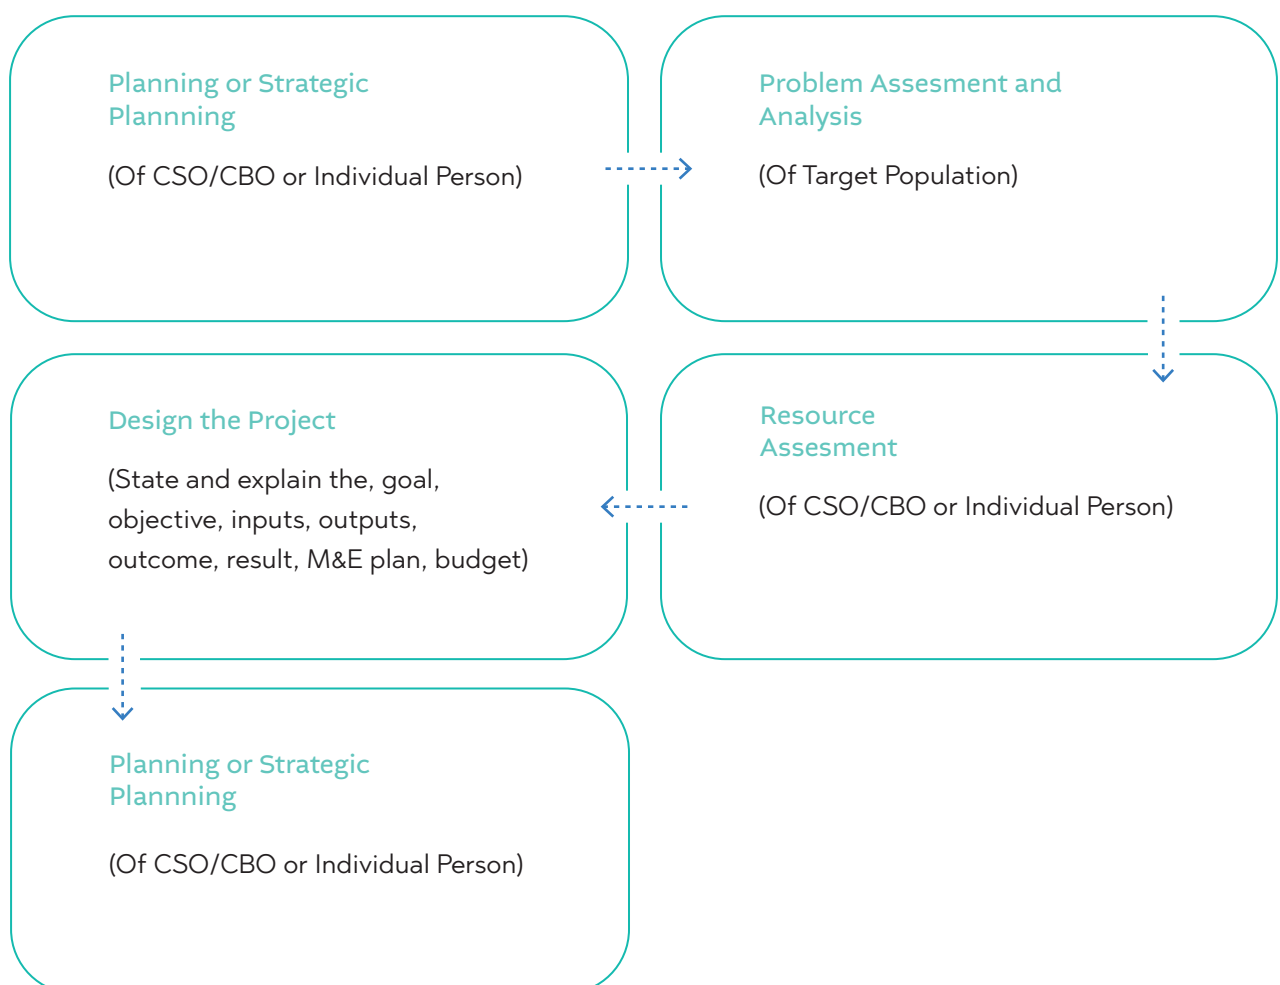 Planning or Strategic
Plannning
(Of CSO/CBO or Individual Person)
Problem Assesment and
Analysis
(Of Target Population)
Resource
Assesment
(Of CSO/CBO or Individual Person)
Design the Project
(State and explain the, goal,
objective, inputs, outputs,
outcome, result, M&E plan, budget)
Planning or Strategic
Plannning
(Of CSO/CBO or Individual Person)